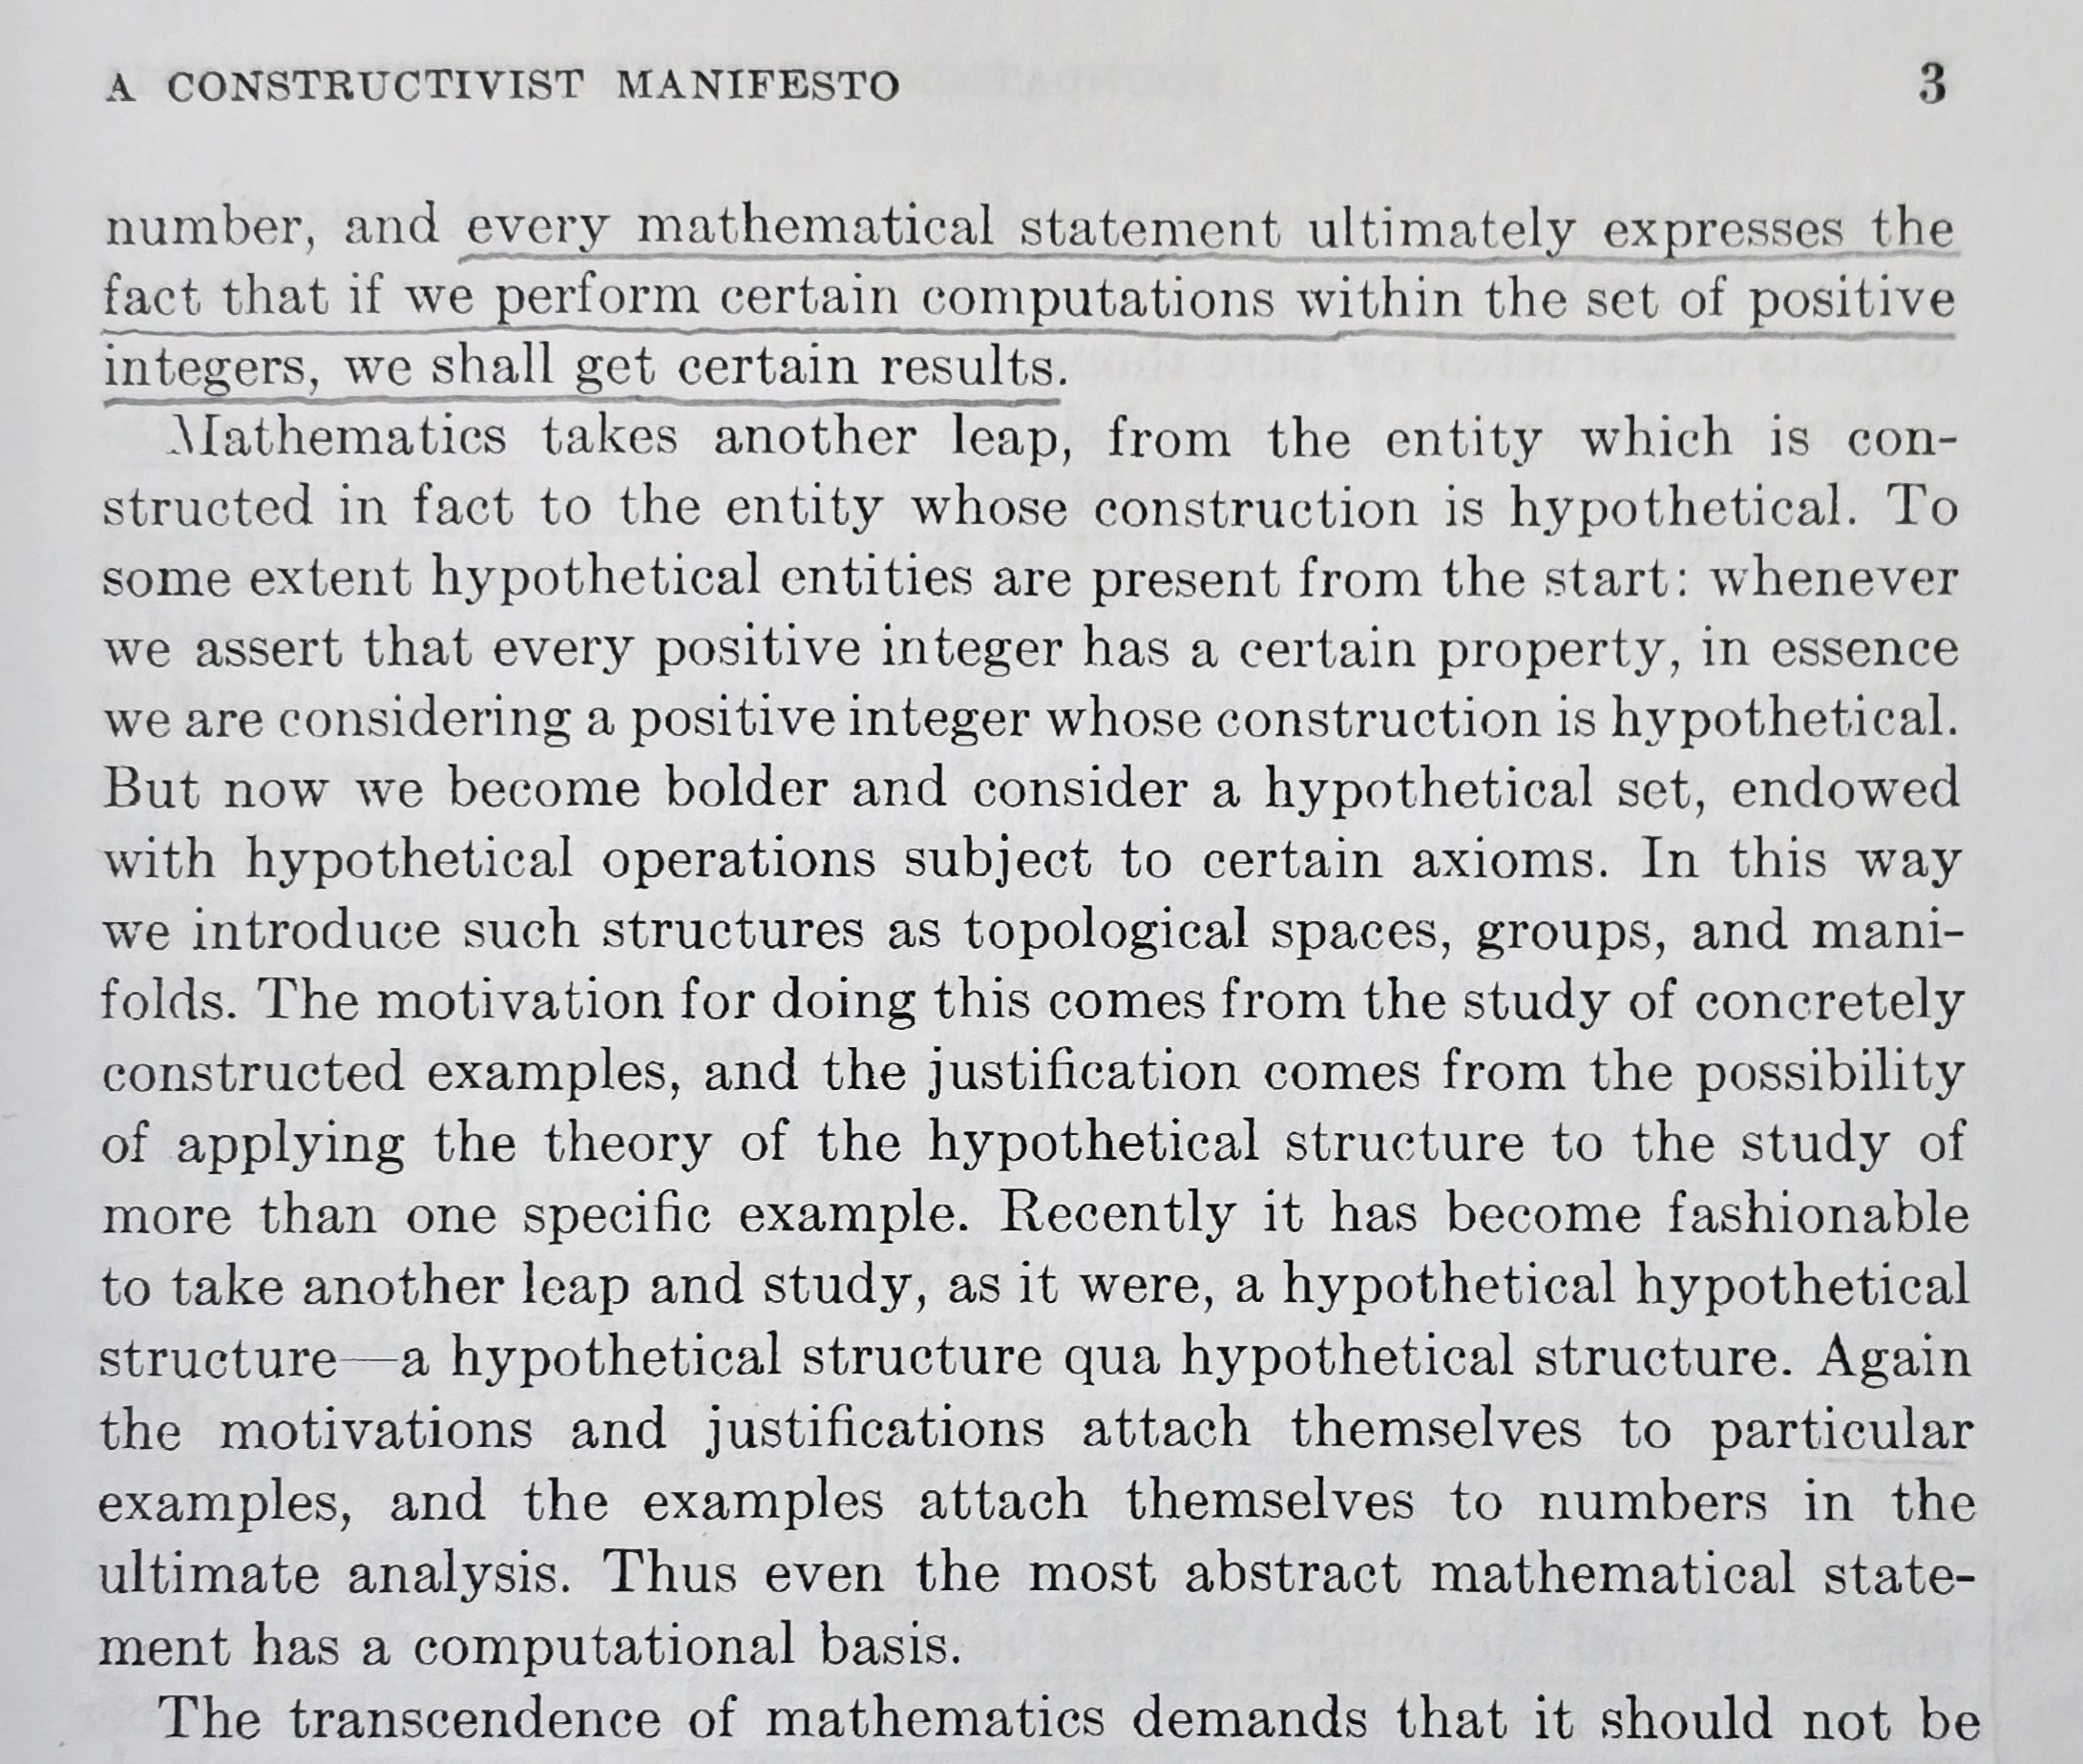 A CONSTRUCTIVIST MANIFESTO 3
number, and every mathematical statement ultimately expresses the
fact that if we perform certain computations within the set of positive
integers, we shall get certain results.
Mathematics takes another leap, from the entity which is con-
structed in fact to the entity whose construction is hypothetical. To
some extent hypothetical entities are present from the start: whenever
we assert that every positive integer has a certain property, in essence
we are considering a positive integer whose construction is hypothetical.
But now we become bolder and consider a hypothetical set, endowed
with hypothetical operations subject to certain axioms. In this way
we introduce such structures as topological spaces, groups, and mani-
folds. The motivation for doing this comes from the study of concretely
constructed examples, and the justification comes from the possibility
of applying the theory of the hypothetical structure to the study of
more than one specific example. Recently it has become fashionable
to take another leap and study, as it were, a hypothetical hypothetical
structure—a hypothetical structure qua hypothetical structure. Again
the motivations and justifications attach themselves to particular
examples, and the examples attach themselves to numbers in the
ultimate analysis. Thus even the most abstract mathematical state-
ment has a computational basis.
The transcendence of mathematics demands that it should not be